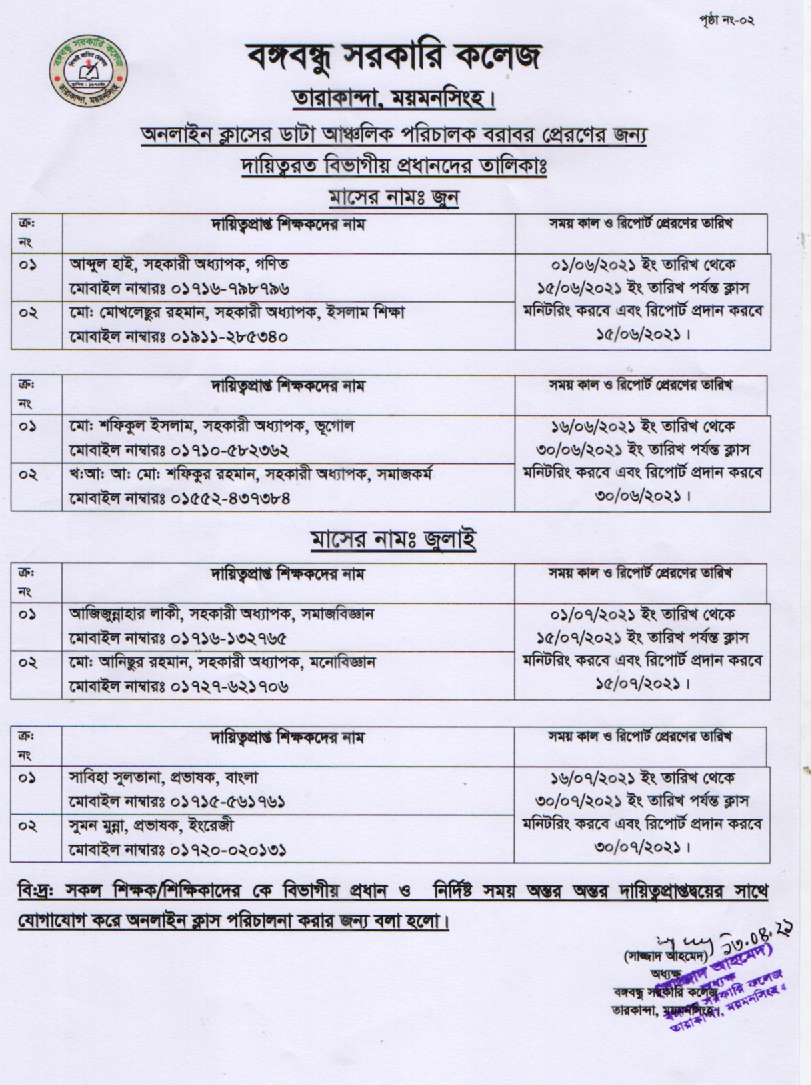 পৃষ্ঠা নং-০২
বঙ্গবন্ধু সরকারি কলেজ
তারাকান্দা, ময়মনসিংহ।
অনলাইন ক্লাসের ডাটা আঞ্চলিক পরিচালক বরাবর প্রেরণের জন্য
দায়িত্বরত বিভাগীয় প্রধানদের তালিকাঃ
মাসের নামঃ জুন
ক্র: নং দায়িত্বপ্রাপ্ত শিক্ষকদের নাম সময় কাল ও রিপোর্ট প্রেরণের তারিখ
০১ আব্দুল হাই, সহকারী অধ্যাপক, গণিত ০১/০৬/২০২১ ইং তারিখ থেকে
মোবাইল নাম্বারঃ ০১৭১৬-৭৯৮৭৯৬ ১৫/০৬/২০২১ ইং তারিখ পর্যন্ত ক্লাস
০২ মো: মোখলেছুর রহমান, সহকারী অধ্যাপক, ইসলাম শিক্ষা মনিটরিং করবে এবং রিপোর্ট প্রদান করবে
মোবাইল নাম্বারঃ ০১৯১১-২৮৫৩৪০ ১৫/০৬/২০২১।
ক্র: নং দায়িত্বপ্রাপ্ত শিক্ষকদের নাম সময় কাল ও রিপোর্ট প্রেরণের তারিখ
০১ মো: শফিকুল ইসলাম, সহকারী অধ্যাপক, ভূগোল ১৬/০৬/২০২১ ইং তারিখ থেকে
মোবাইল নাম্বারঃ ০১৭১০-৫৮২৩৬২ ৩০/০৬/২০২১ ইং তারিখ পর্যন্ত ক্লাস
০২ খ:আ: আ: মো: শফিকুর রহমান, সহকারী অধ্যাপক, সমাজকর্ম মনিটরিং করবে এবং রিপোর্ট প্রদান করবে
মোবাইল নাম্বারঃ ০১৫৫২-৪৩৭৩৮৪ ৩০/০৬/২০২১।
মাসের নামঃ জুলাই
ক্র: নং দায়িত্বপ্রাপ্ত শিক্ষকদের নাম সময় কাল ও রিপোর্ট প্রেরণের তারিখ
০১ আজিজুন্নাহার লাকী, সহকারী অধ্যাপক, সমাজবিজ্ঞান ০১/০৭/২০২১ ইং তারিখ থেকে
মোবাইল নাম্বারঃ ০১৭১৬-১৩২৭৬৫ ১৫/০৭/২০২১ ইং তারিখ পর্যন্ত ক্লাস
০২ মো: আনিছুর রহমান, সহকারী অধ্যাপক, মনোবিজ্ঞান মনিটরিং করবে এবং রিপোর্ট প্রদান করবে
মোবাইল নাম্বারঃ ০১৭২৭-৬২১৭০৬ ১৫/০৭/২০২১।
ক্র: নং দায়িত্বপ্রাপ্ত শিক্ষকদের নাম সময় কাল ও রিপোর্ট প্রেরণের তারিখ
০১ সাবিহা সুলতানা, প্রভাষক, বাংলা ১৬/০৭/২০২১ ইং তারিখ থেকে
মোবাইল নাম্বারঃ ০১৭১৫-৫৬১৭৬১ ৩০/০৭/২০২১ ইং তারিখ পর্যন্ত ক্লাস
০২ সুমন মুন্না, প্রভাষক, ইংরেজী মনিটরিং করবে এবং রিপোর্ট প্রদান করবে
মোবাইল নাম্বারঃ ০১৭২০-০২০১৩১ ৩০/০৭/২০২১।
বি:দ্র: সকল শিক্ষক/শিক্ষিকাদের কে বিভাগীয় প্রধান ও নির্দিষ্ট সময় অন্তর অন্তর দায়িত্বপ্রাপ্তদ্বয়ের সাথে
যোগাযোগ করে অনলাইন ক্লাস পরিচালনা করার জন্য বলা হলো।
(সাজ্জাদ আহমেদ)
অধ্যক্ষ
বঙ্গবন্ধু সরকারি কলেজ
তারাকান্দা, ময়মনসিংহ।